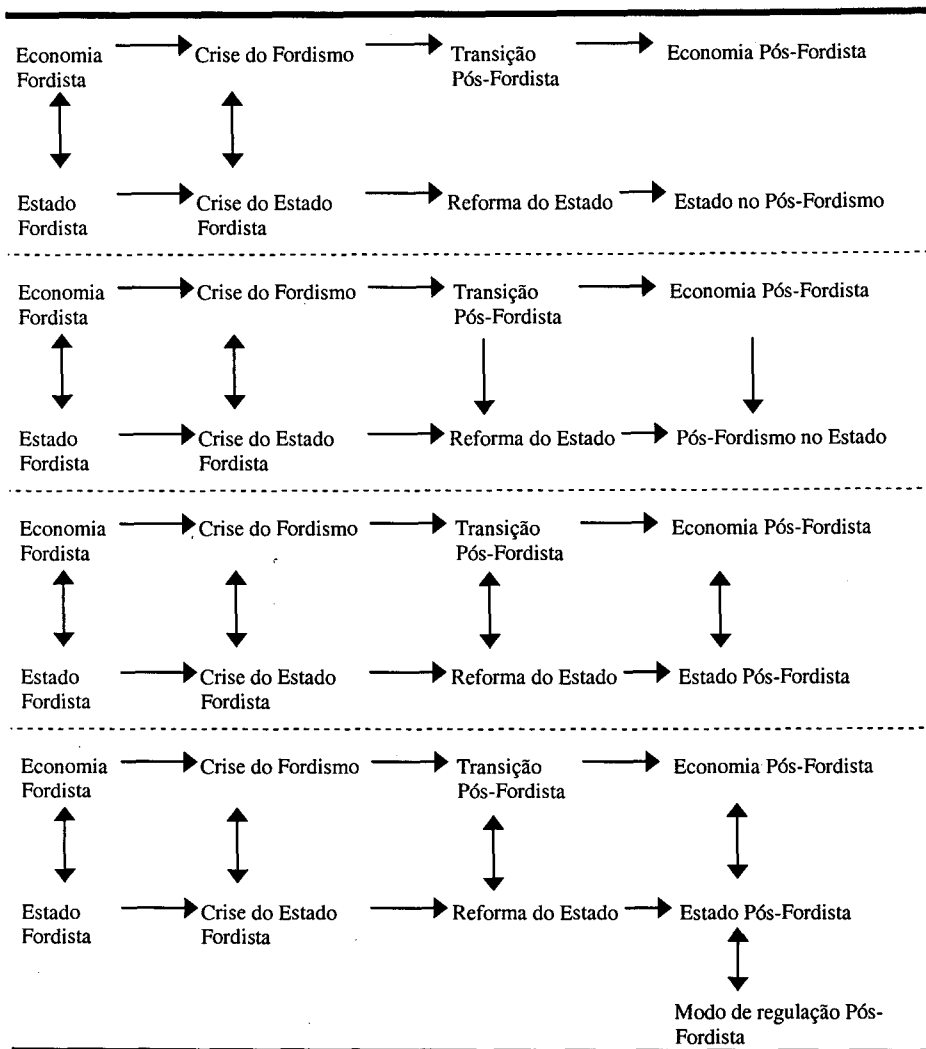 Economia Fordista
Crise do Fordismo
Transição Pós-Fordista
Economia Pós-Fordista
Estado Fordista
Crise do Estado Fordista
Reforma do Estado
Estado no Pós-Fordismo
Economia Fordista
Crise do Fordismo
Transição Pós-Fordista
Economia Pós-Fordista
Estado Fordista
Crise do Estado Fordista
Reforma do Estado
Pós-Fordismo no Estado
Economia Fordista
Crise do Fordismo
Transição Pós-Fordista
Economia Pós-Fordista
Estado Fordista
Crise do Estado Fordista
Reforma do Estado
Estado Pós-Fordista
Economia Fordista
Crise do Fordismo
Transição Pós-Fordista
Economia Pós-Fordista
Estado Fordista
Crise do Estado Fordista
Reforma do Estado
Estado Pós-Fordista
Modo de regulação Pós-
Fordista